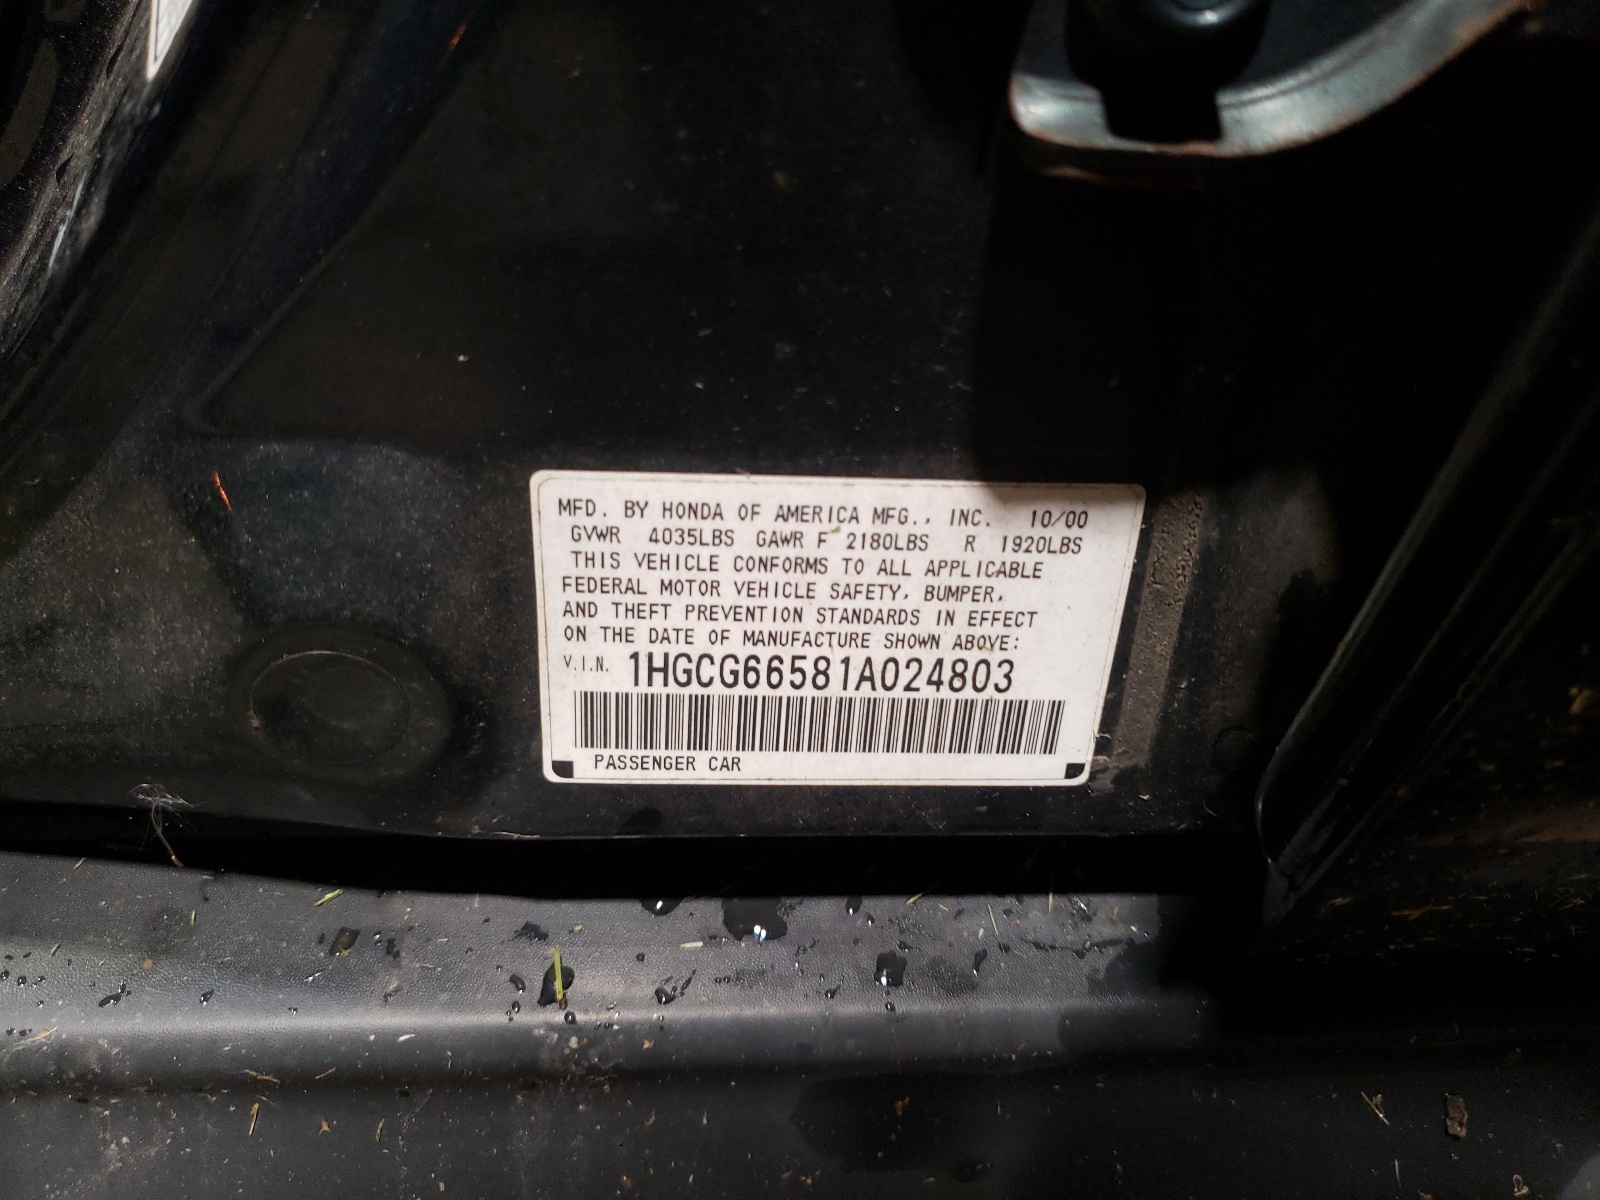 MFD. BY HONDA OF AMERICA MFG., INC. 10/00
GVWR 4035LBS GAWR F 2180LBS R 1920LBS
THIS VEHICLE CONFORMS TO ALL APPLICABLE
FEDERAL MOTOR VEHICLE SAFETY, BUMPER,
AND THEFT PREVENTION STANDARDS IN EFFECT
ON THE DATE OF MANUFACTURE SHOWN ABOVE:
V.I.N. 1HGCG66581A024803
PASSENGER CAR